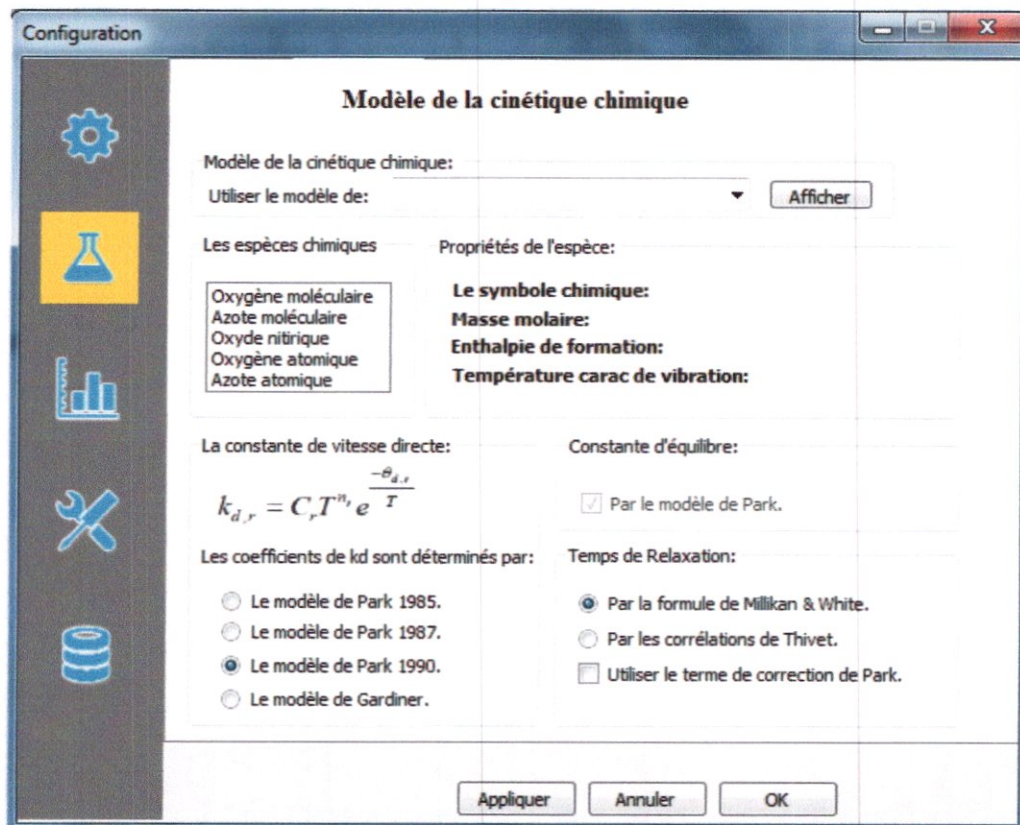 Configuration
Modèle de la cinétique chimique
Modèle de la cinétique chimique:
Utiliser le modèle de:
Afficher
Les espèces chimiques
Propriétés de l'espèce:
Oxygène moléculaire
Azote moléculaire
Oxyde nitirique
Oxygène atomique
Azote atomique
Le symbole chimique:
Masse molaire:
Enthalpie de formation:
Température carac de vibration:
La constante de vitesse directe:
Constante d'équilibre:
k_{d,r} = C_r T^{n_r} e^{\frac{-θ_{d,r}}{T}}
Par le modèle de Park.
Les coefficients de kd sont déterminés par:
Le modèle de Park 1985.
Le modèle de Park 1987.
Le modèle de Park 1990.
Le modèle de Gardiner.
Temps de Relaxation:
Par la formule de Millikan & White.
Par les corrélations de Thivet.
Utiliser le terme de correction de Park.
Appliquer
Annuler
OK